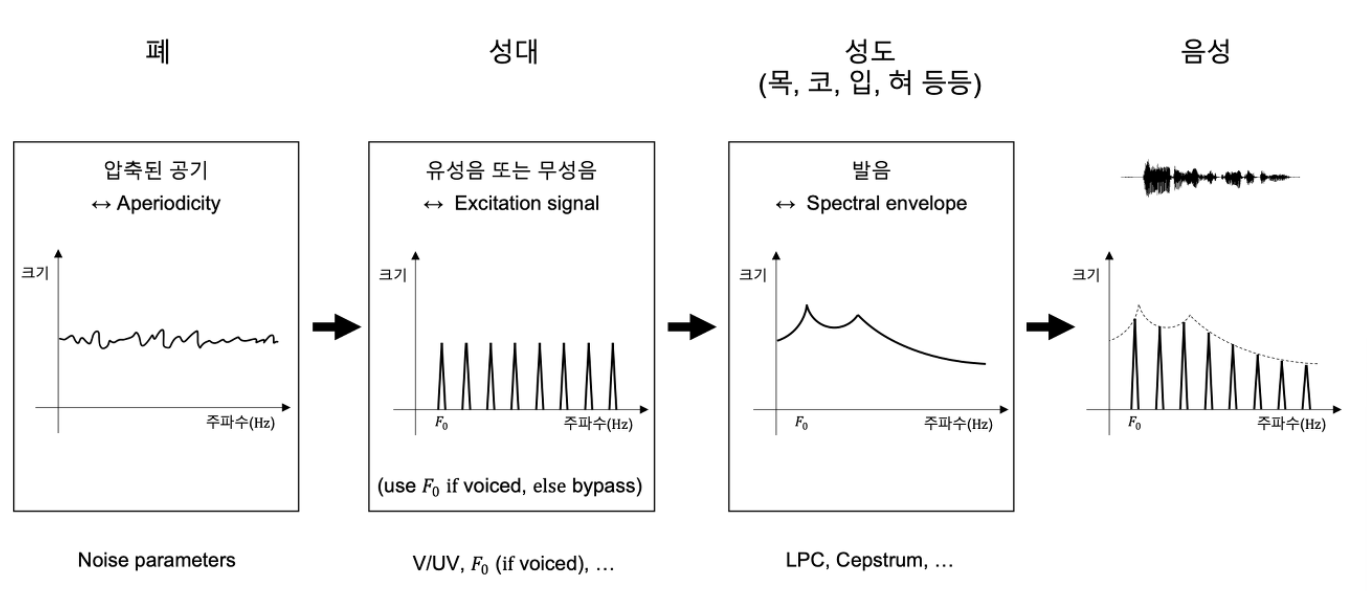 폐
성대
성도
(목, 코, 입, 혀 등등)
음성
압축된 공기
↔ Aperiodicity
크기
주파수(Hz)
Noise parameters
유성음 또는 무성음
↔ Excitation signal
크기
F₀
주파수(Hz)
(use F₀ if voiced, else bypass)
V/UV, F₀ (if voiced), …
발음
↔ Spectral envelope
크기
F₀
주파수(Hz)
LPC, Cepstrum, …
크기
F₀
주파수(Hz)